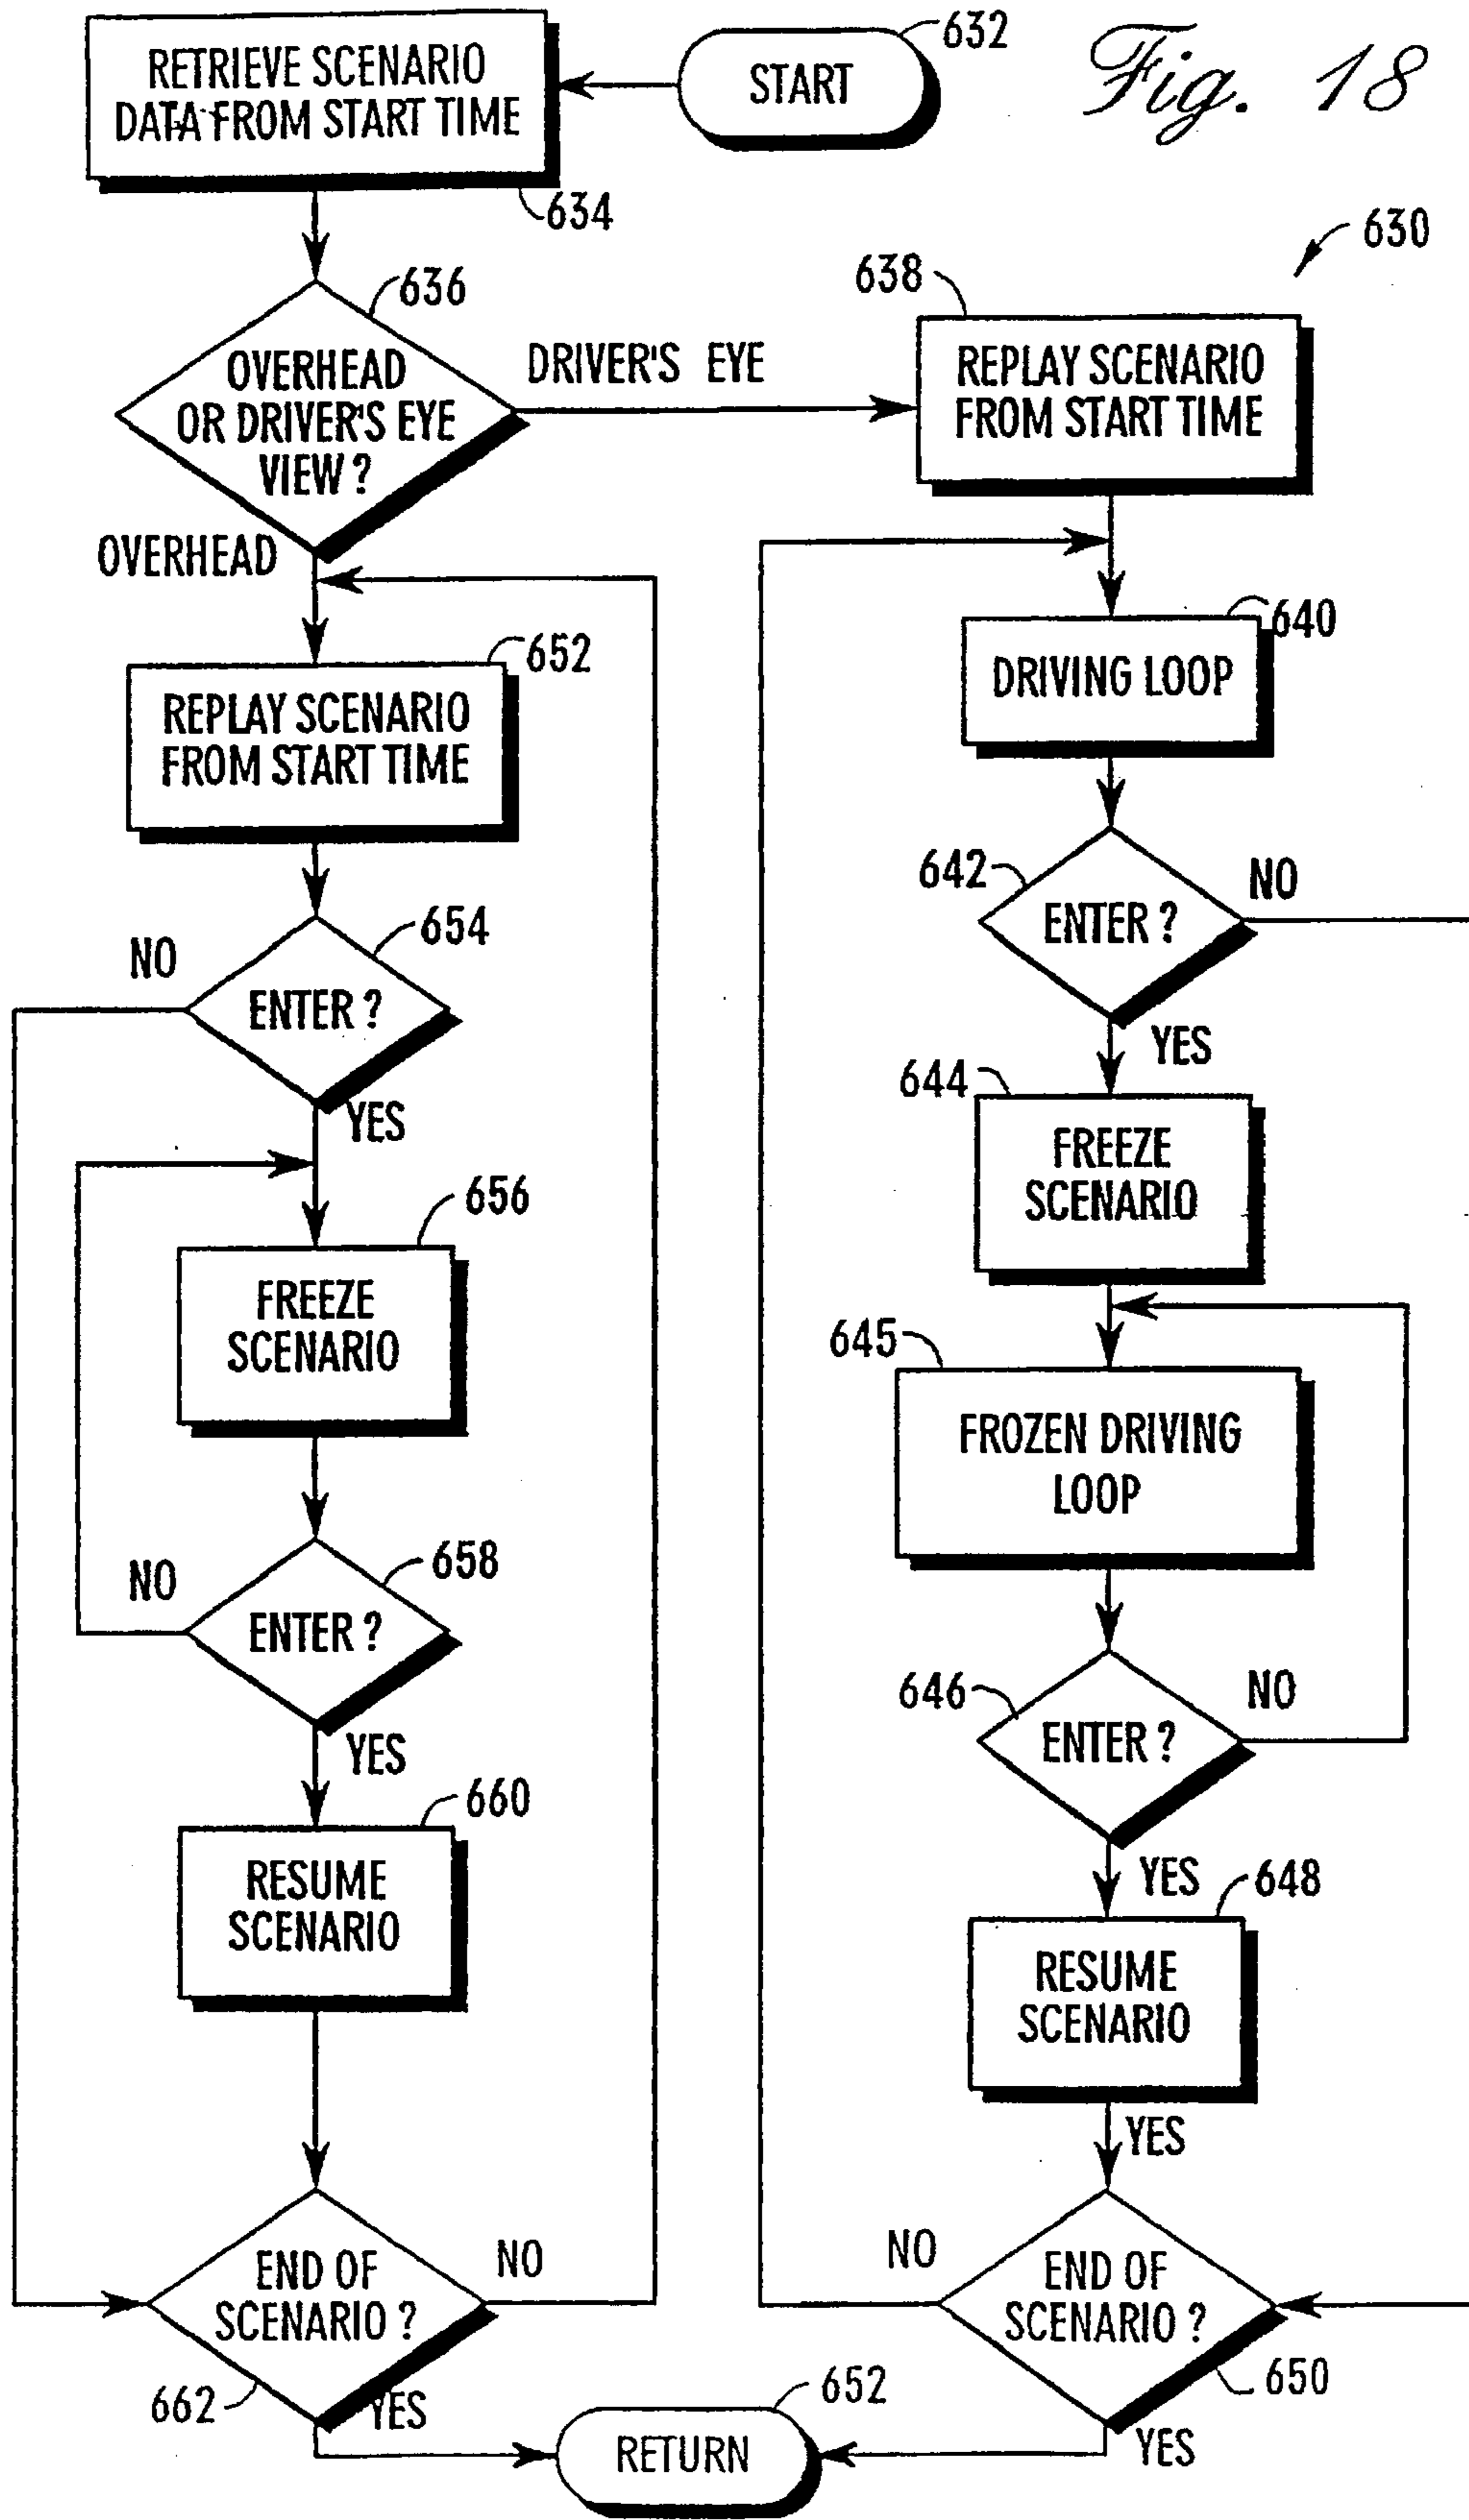 Fig. 18
START
632
RETRIEVE SCENARIO
DATA FROM START TIME
634
630
636
OVERHEAD
OR DRIVER'S EYE
VIEW ?
DRIVER'S EYE
OVERHEAD
638
REPLAY SCENARIO
FROM START TIME
640
DRIVING LOOP
642
ENTER ?
NO
YES
644
FREEZE
SCENARIO
645
FROZEN DRIVING
LOOP
646
ENTER ?
NO
YES
648
RESUME
SCENARIO
YES
END OF
SCENARIO ?
NO
650
YES
652
REPLAY SCENARIO
FROM START TIME
654
NO
ENTER ?
YES
656
FREEZE
SCENARIO
658
NO
ENTER ?
YES
660
RESUME
SCENARIO
END OF
SCENARIO ?
NO
662
YES
652
RETURN